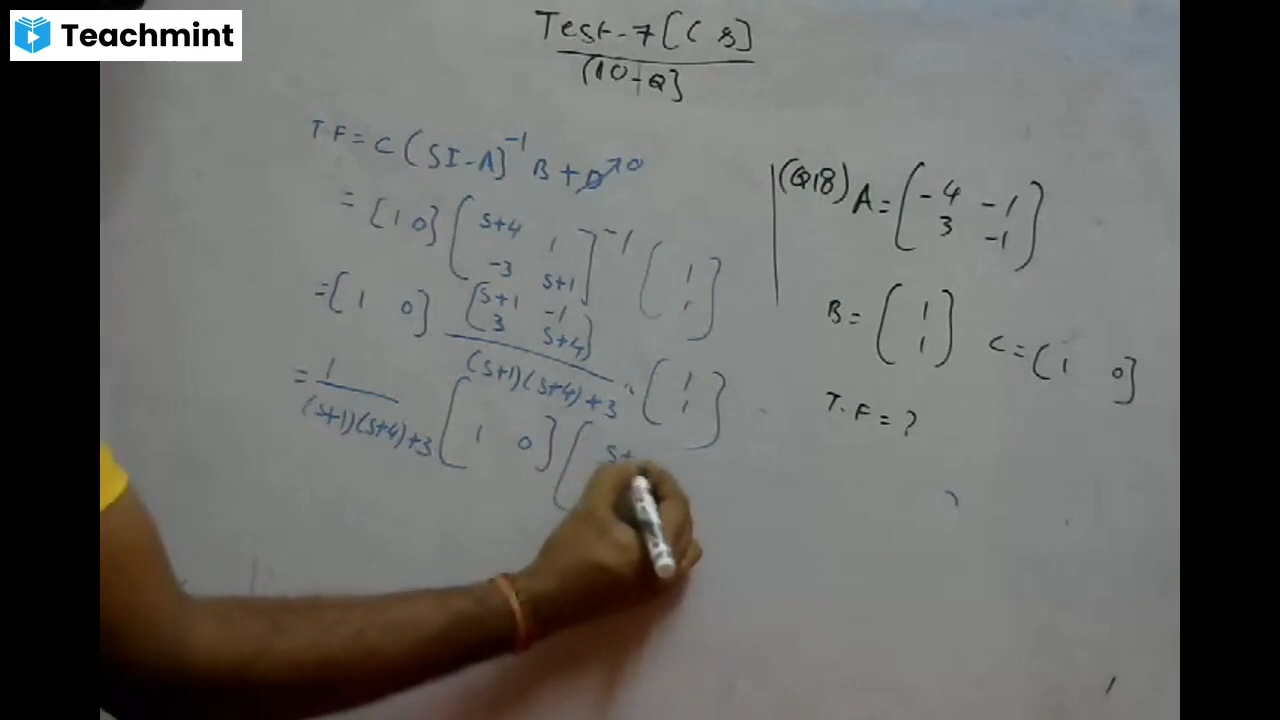 Teachmint
Test-7 [C s]
(10-Q]
T.F = C (SI-A]^-1 B + D↗0
= [1 0] [s+4 1
-3 s+1]^-1 [1
1]
= [1 0] [s+1 -1
3 s+4]
(s+1)(s+4)+3 . [1
1]
= 1
(s+1)(s+4)+3 [1 0] [s+
(Q18) A = [-4 -1
3 -1]
B = [1
1] C = [1 0]
T.F = ?